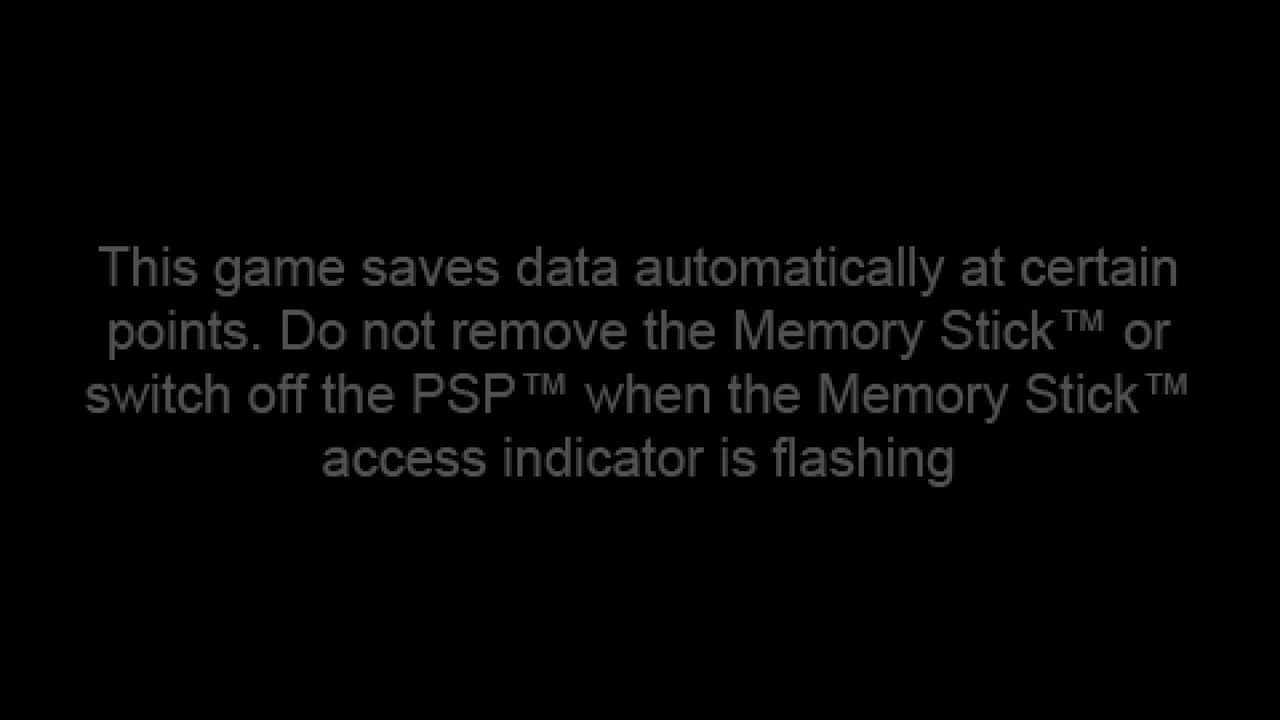 This game saves data automatically at certain
points. Do not remove the Memory Stick™ or
switch off the PSP™ when the Memory Stick™
access indicator is flashing